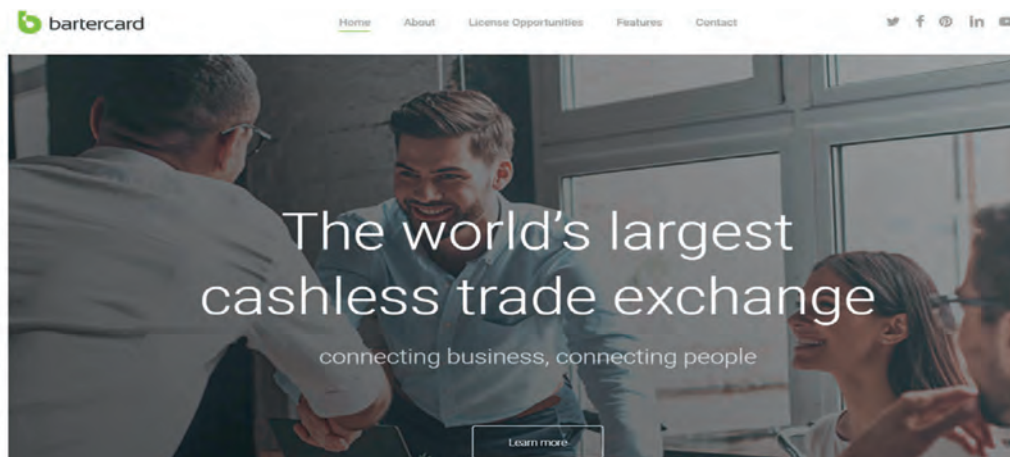 bartercard
Home About License Opportunities Features Contact
The world's largest
cashless trade exchange
connecting business, connecting people
Learn more